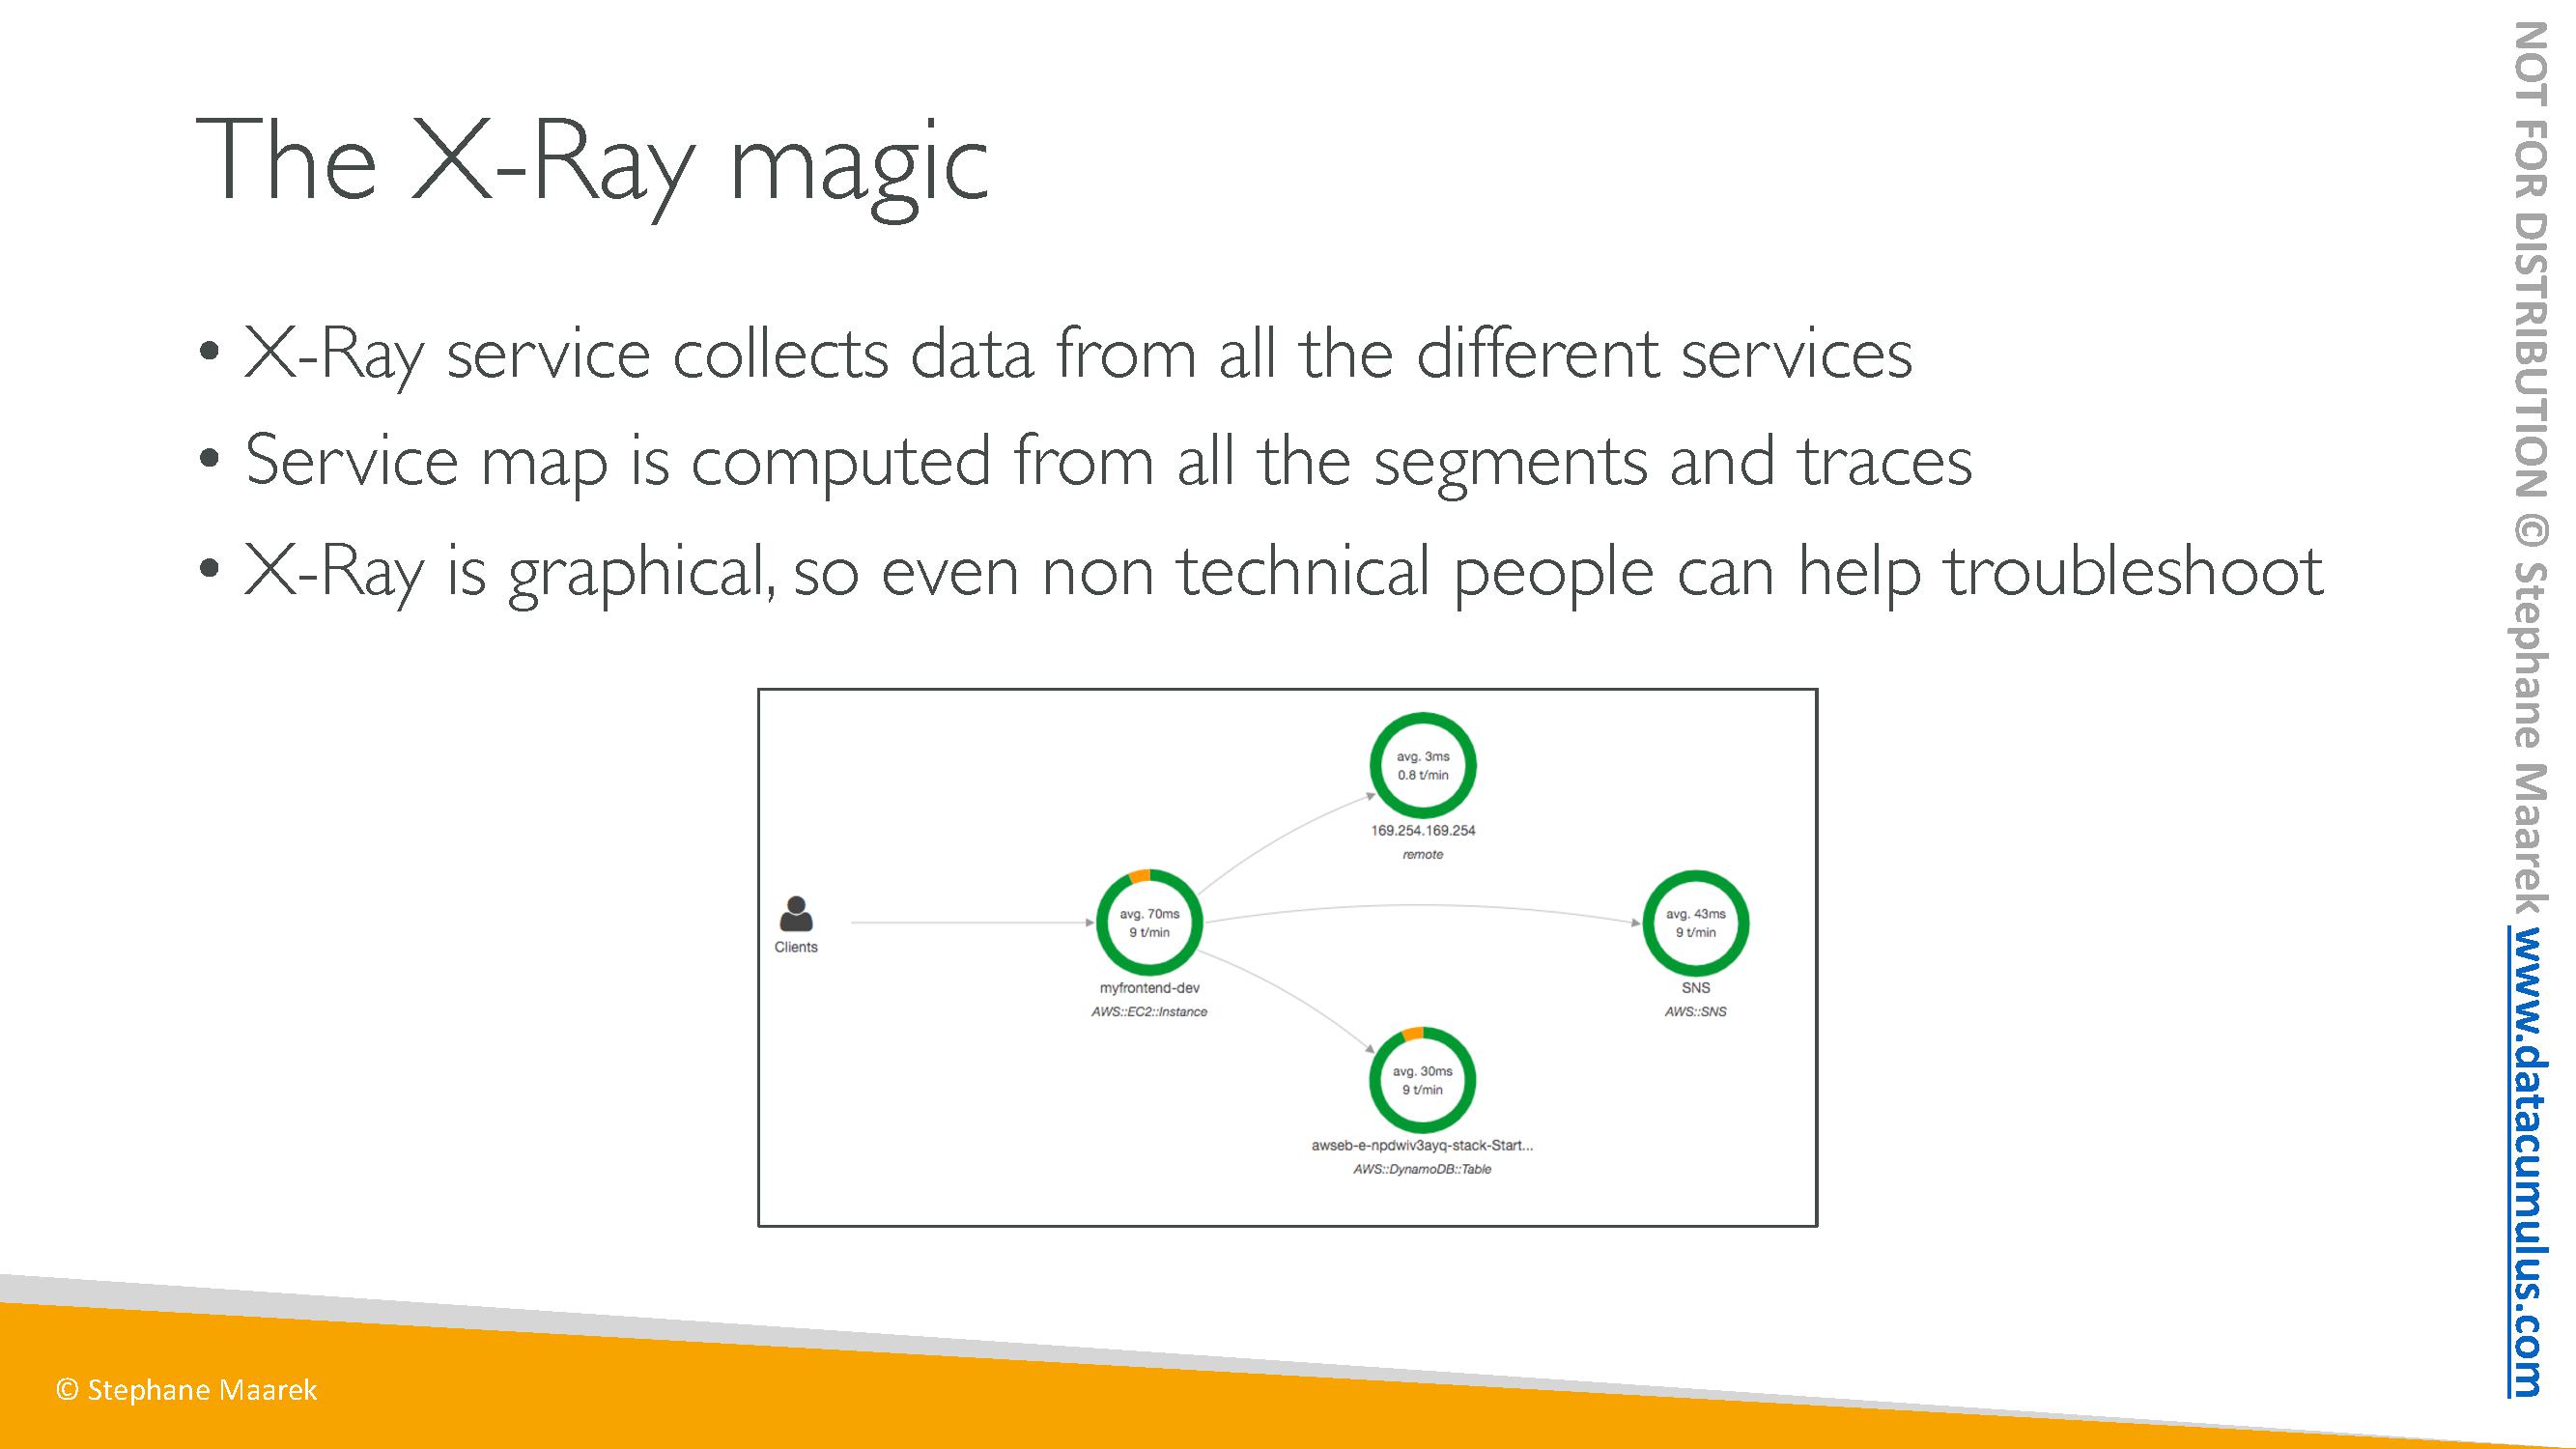 The X-Ray magic
• X-Ray service collects data from all the different services
• Service map is computed from all the segments and traces
• X-Ray is graphical, so even non technical people can help troubleshoot
avg. 3ms
0.8 t/min
169.254.169.254
remote
Clients
avg. 70ms
9 t/min
myfrontend-dev
AWS::EC2::Instance
avg. 43ms
9 t/min
SNS
AWS::SNS
avg. 30ms
9 t/min
awseb-e-npdwiv3ayq-stack-Start...
AWS::DynamoDB::Table
© Stephane Maarek
NOT FOR DISTRIBUTION © Stephane Maarek www.datacumulus.com